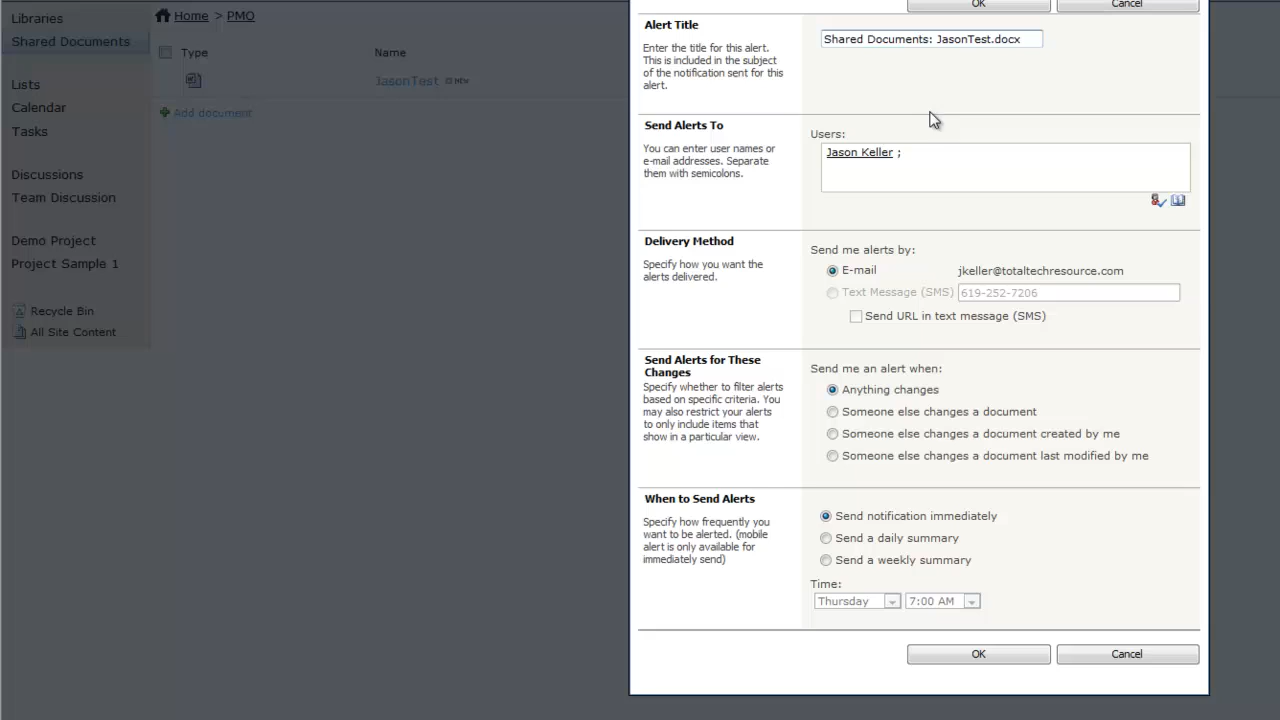 Libraries
Shared Documents
Lists
Calendar
Tasks
Discussions
Team Discussion
Demo Project
Project Sample 1
Recycle Bin
All Site Content
Home > PMO
Type Name
JasonTest NEW
Add document
OK Cancel
Alert Title
Enter the title for this alert.
This is included in the subject
of the notification sent for this
alert.
Shared Documents: JasonTest.docx
Send Alerts To
You can enter user names or
e-mail addresses. Separate
them with semicolons.
Users:
Jason Keller ;
Delivery Method
Specify how you want the
alerts delivered.
Send me alerts by:
E-mail jkeller@totaltechresource.com
Text Message (SMS) 619-252-7206
Send URL in text message (SMS)
Send Alerts for These
Changes
Specify whether to filter alerts
based on specific criteria. You
may also restrict your alerts
to only include items that
show in a particular view.
Send me an alert when:
Anything changes
Someone else changes a document
Someone else changes a document created by me
Someone else changes a document last modified by me
When to Send Alerts
Specify how frequently you
want to be alerted. (mobile
alert is only available for
immediately send)
Send notification immediately
Send a daily summary
Send a weekly summary
Time:
Thursday 7:00 AM
OK Cancel